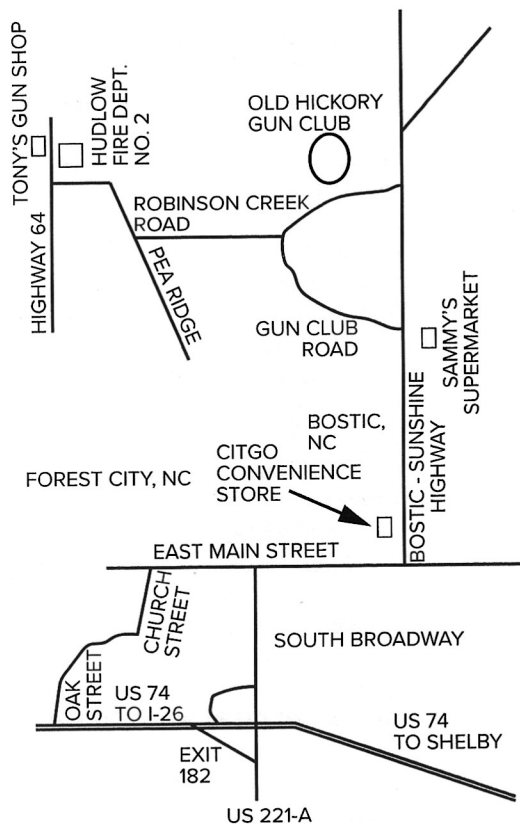 TONY'S GUN SHOP
HUDLOW
FIRE DEPT.
NO. 2
HIGHWAY 64
OLD HICKORY
GUN CLUB
ROBINSON CREEK
ROAD
PEA RIDGE
GUN CLUB
ROAD
SAMMY'S
SUPERMARKET
BOSTIC,
NC
BOSTIC - SUNSHINE
HIGHWAY
FOREST CITY, NC
CITGO
CONVENIENCE
STORE
EAST MAIN STREET
CHURCH
STREET
SOUTH BROADWAY
OAK
STREET
US 74
TO I-26
US 74
TO SHELBY
EXIT
182
US 221-A